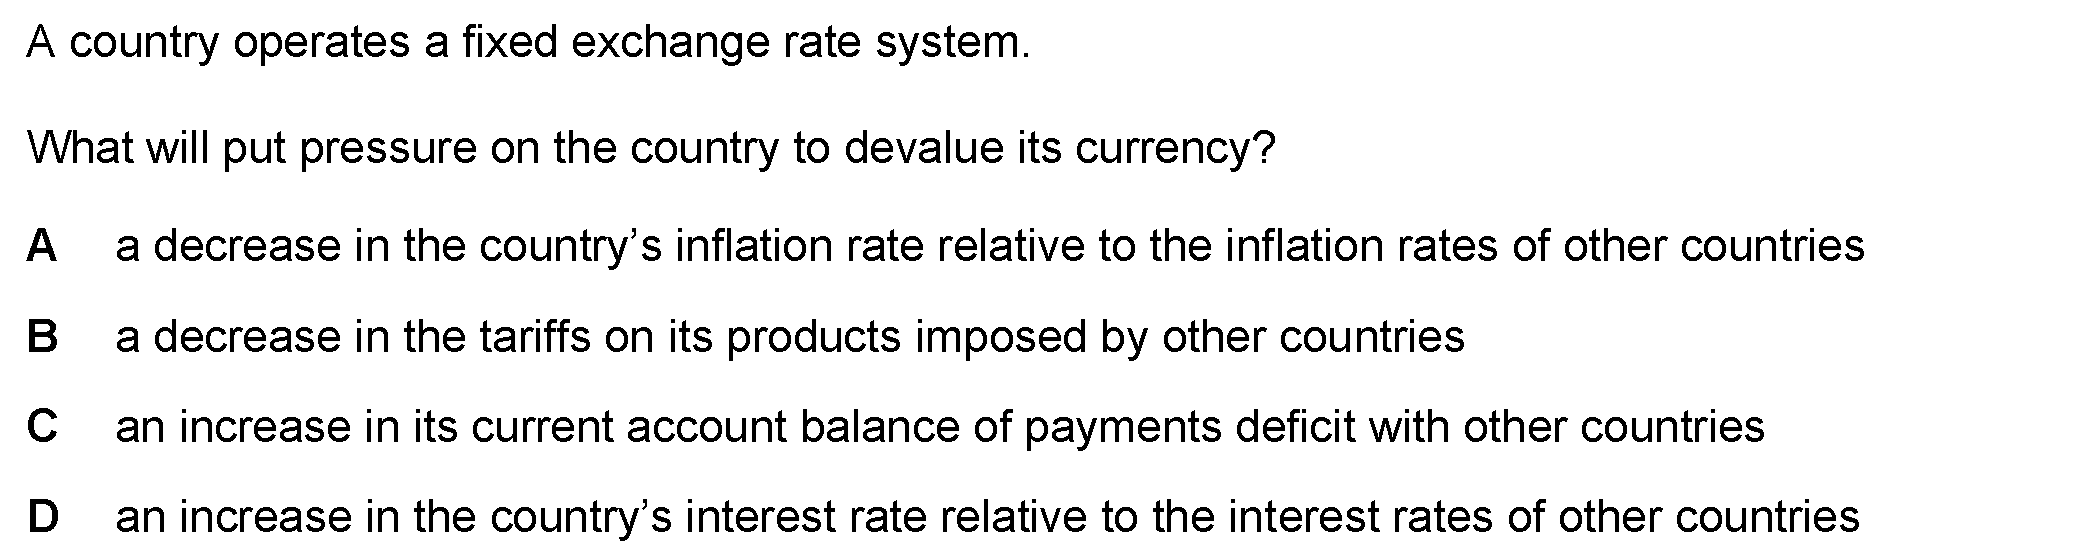 A country operates a fixed exchange rate system.
What will put pressure on the country to devalue its currency?
A a decrease in the country’s inflation rate relative to the inflation rates of other countries
B a decrease in the tariffs on its products imposed by other countries
C an increase in its current account balance of payments deficit with other countries
D an increase in the country’s interest rate relative to the interest rates of other countries